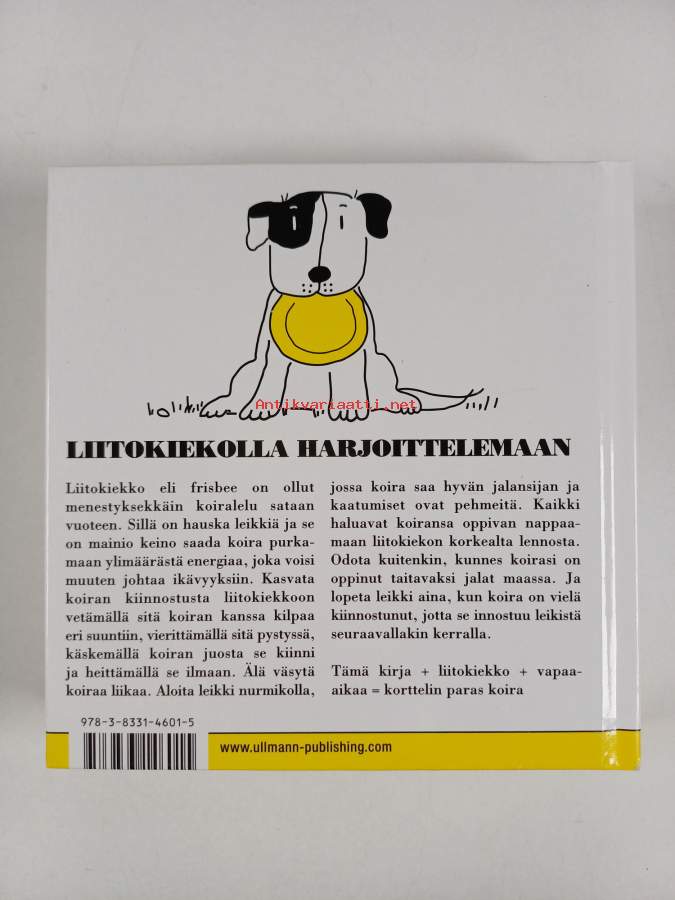 Antikvariaatti.net
LIITOKIEKOLLA HARJOITTELEMAAN
Liitokiekko eli frisbee on ollut
menestyksekkäin koiralelu sataan
vuoteen. Sillä on hauska leikkiä ja se
on mainio keino saada koira purka-
maan ylimäärästä energiaa, joka voisi
muuten johtaa ikävyyksiin. Kasvata
koiran kiinnostusta liitokiekkoon
vetämällä sitä koiran kanssa kilpaa
eri suuntiin, vierittämällä sitä pystyssä,
käskemällä koiran juosta se kiinni
ja heittämällä se ilmaan. Älä väsytä
koiraa liikaa. Aloita leikki nurmikolla,
jossa koira saa hyvän jalansijan ja
kaatumiset ovat pehmeitä. Kaikki
haluavat koiransa oppivan nappaa-
maan liitokiekon korkealta lennosta.
Odota kuitenkin, kunnes koirasi on
oppinut taitavaksi jalat maassa. Ja
lopeta leikki aina, kun koira on vielä
kiinnostunut, jotta se innostuu leikistä
seuraavallakin kerralla.
Tämä kirja + liitokiekko + vapaa-
aikaa = korttelin paras koira
978-3-8331-4601-5
www.ullmann-publishing.com